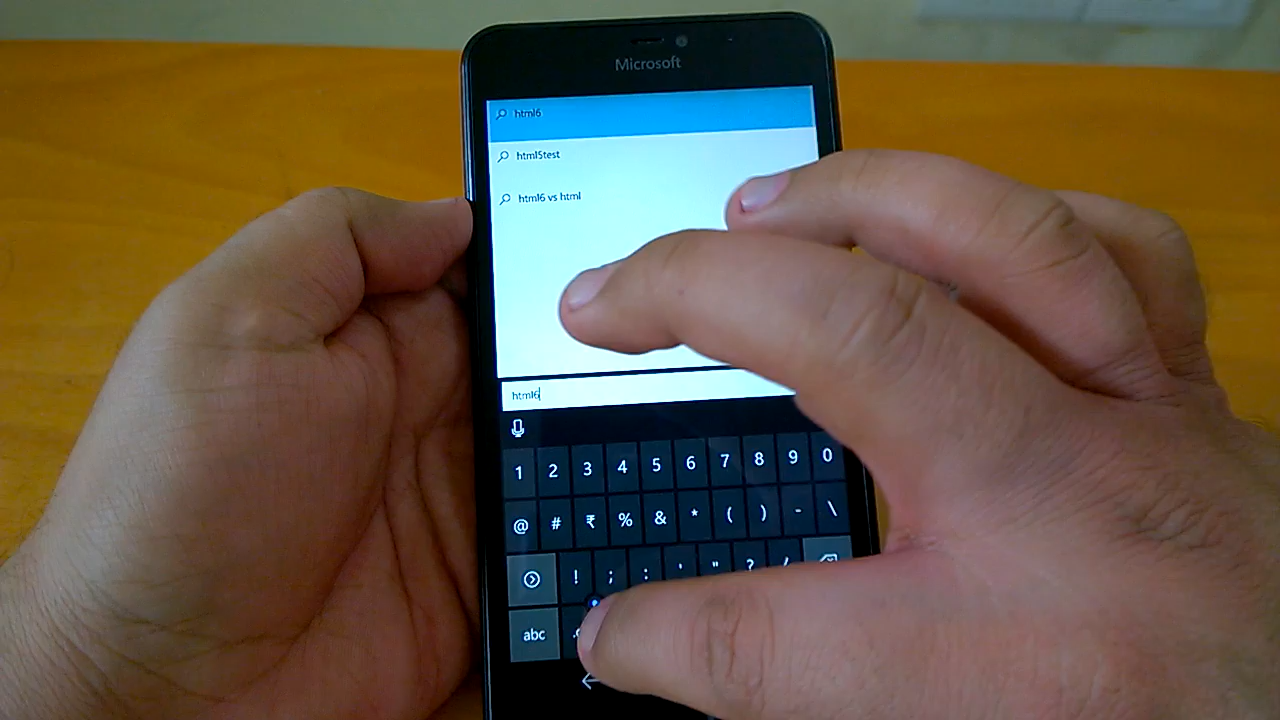 Microsoft
html6
html5test
html6 vs html
html6
1 2 3 4 5 6 7 8 9 0
@ # ₹ % & * ( ) - \
! ; : ' " ? /
abc